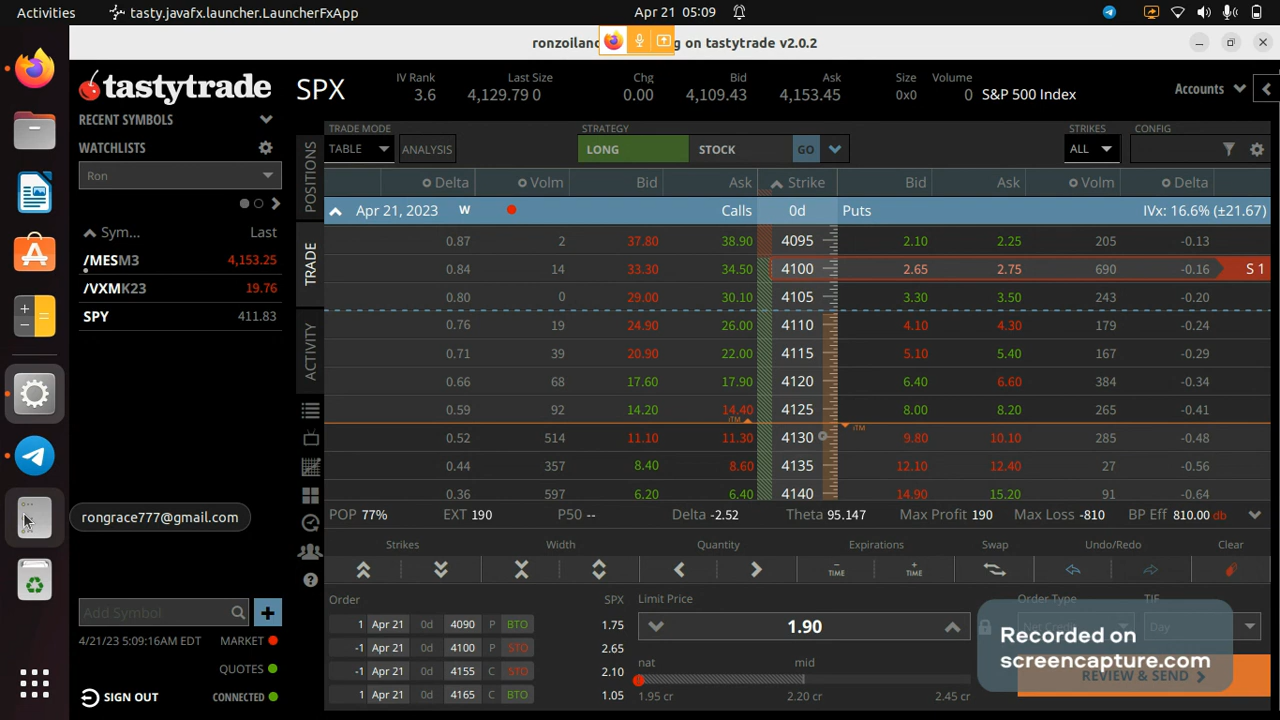 Activities tasty.javafx.launcher.LauncherFxApp Apr 21 05:09
ronzoilan g on tastytrade v2.0.2
tastytrade
SPX
IV Rank Last Size Chg Bid Ask Size Volume
3.6 4,129.79 0 0.00 4,109.43 4,153.45 0x0 0 S&P 500 Index
Accounts
RECENT SYMBOLS
WATCHLISTS
Ron
Sym... Last
/MESM3 4,153.25
/VXMK23 19.76
SPY 411.83
rongrace777@gmail.com
Add Symbol
4/21/23 5:09:16AM EDT MARKET
QUOTES
SIGN OUT CONNECTED
POSITIONS
TRADE
ACTIVITY
TRADE MODE STRATEGY STRIKES CONFIG
TABLE ANALYSIS LONG STOCK GO ALL
Delta Volm Bid Ask Strike Bid Ask Volm Delta
Apr 21, 2023 W Calls 0d Puts IVx: 16.6% (±21.67)
0.87 2 37.80 38.90 4095 2.10 2.25 205 -0.13
0.84 14 33.30 34.50 4100 2.65 2.75 690 -0.16 S 1
0.80 0 29.00 30.10 4105 3.30 3.50 243 -0.20
0.76 19 24.90 26.00 4110 4.10 4.30 179 -0.24
0.71 39 20.90 22.00 4115 5.10 5.40 167 -0.29
0.66 68 17.60 17.90 4120 6.40 6.60 384 -0.34
0.59 92 14.20 14.40 4125 8.00 8.20 265 -0.41
ITM ITM
0.52 514 11.10 11.30 4130 9.80 10.10 285 -0.48
0.44 357 8.40 8.60 4135 12.10 12.40 27 -0.56
0.36 597 6.20 6.40 4140 14.90 15.20 91 -0.64
POP 77% EXT 190 P50 -- Delta -2.52 Theta 95.147 Max Profit 190 Max Loss -810 BP Eff 810.00 db
Strikes Width Quantity Expirations Swap Undo/Redo Clear
TIME TIME
Order SPX Limit Price Order Type TIF
1 Apr 21 0d 4090 P BTO 1.75
-1 Apr 21 0d 4100 P STO 2.65
-1 Apr 21 0d 4155 C STO 2.10
1 Apr 21 0d 4165 C BTO 1.05
1.90
Net Credit Day
nat mid
1.95 cr 2.20 cr 2.45 cr
REVIEW & SEND
Recorded on
screencapture.com